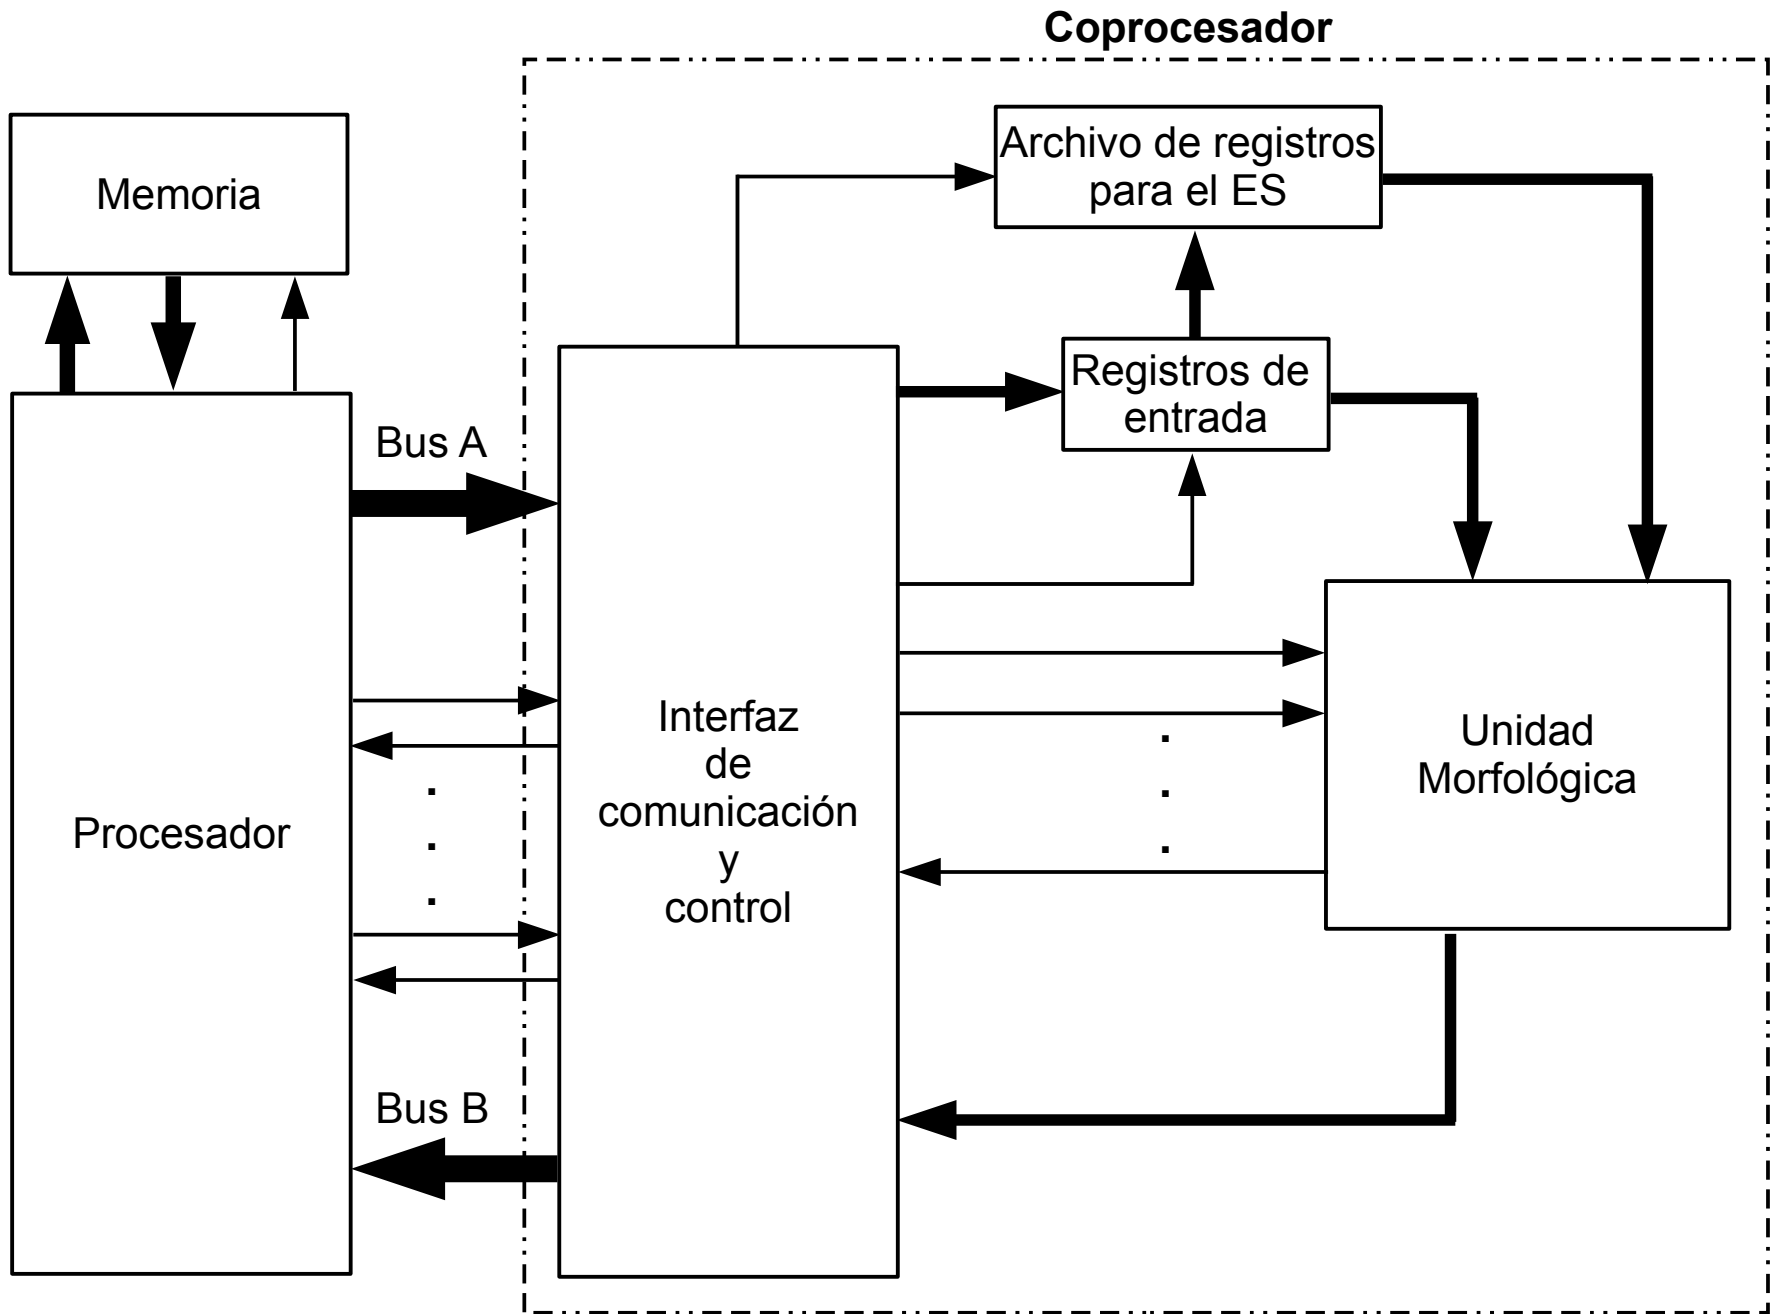 Coprocesador
Archivo de registros
para el ES
Memoria
Registros de
entrada
Bus A
Interfaz
de
comunicación
y
control
Unidad
Morfológica
Procesador
Bus B